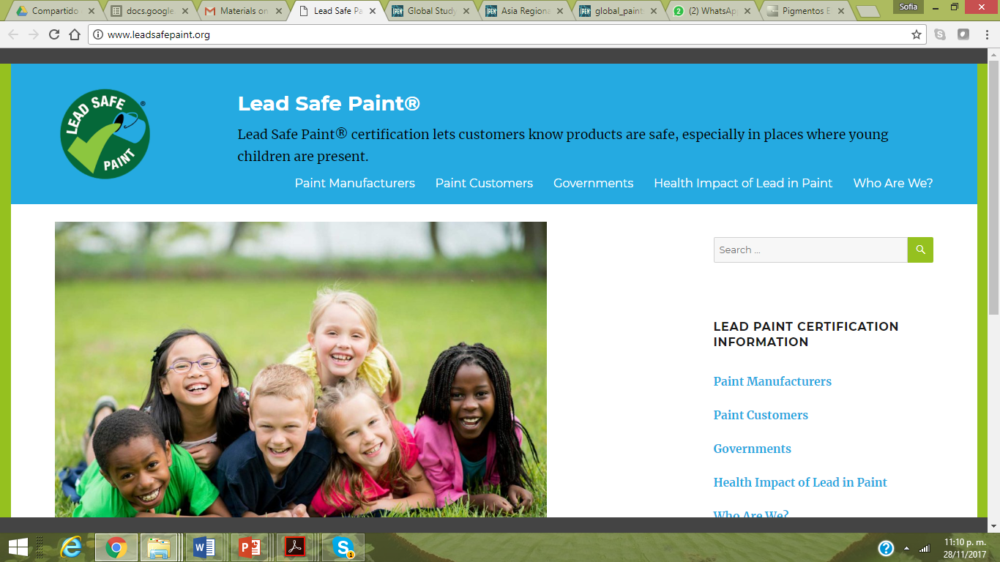 Compartido
docs.google
Materials on
Lead Safe Pa
Global Study
Asia Regiona
global_paint
(2) WhatsAp
Pigmentos E
Sofia
www.leadsafepaint.org
LEAD SAFE
PAINT
®
Lead Safe Paint®
Lead Safe Paint® certification lets customers know products are safe, especially in places where young
children are present.
Paint Manufacturers Paint Customers Governments Health Impact of Lead in Paint Who Are We?
Search ...
LEAD PAINT CERTIFICATION
INFORMATION
Paint Manufacturers
Paint Customers
Governments
Health Impact of Lead in Paint
Who Are We?
11:10 p. m.
28/11/2017